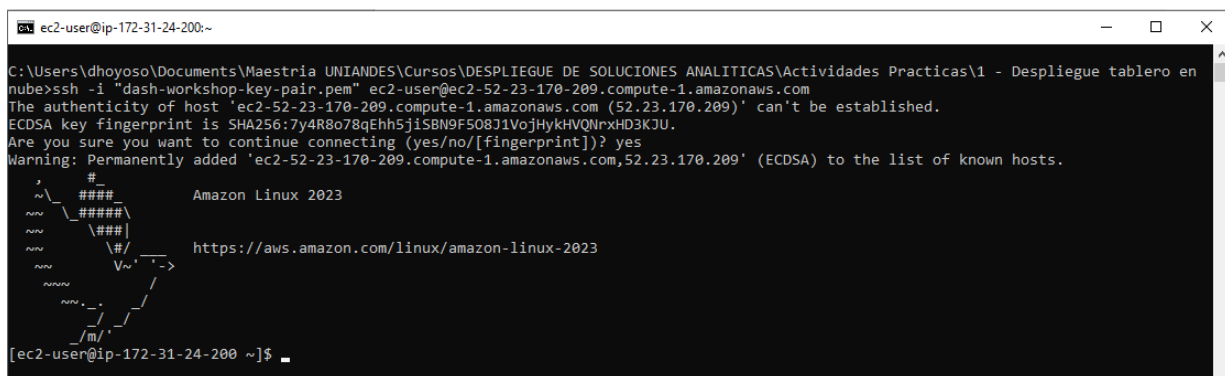 ec2-user@ip-172-31-24-200:~
C:\Users\dhoyoso\Documents\Maestria UNIANDES\Cursos\DESPLIEGUE DE SOLUCIONES ANALITICAS\Actividades Practicas\1 - Despliegue tablero en
nube>ssh -i "dash-workshop-key-pair.pem" ec2-user@ec2-52-23-170-209.compute-1.amazonaws.com
The authenticity of host 'ec2-52-23-170-209.compute-1.amazonaws.com (52.23.170.209)' can't be established.
ECDSA key fingerprint is SHA256:7y4R8o78qEhh5jiSBN9F5O8J1VojHykHVQNrxHD3KJU.
Are you sure you want to continue connecting (yes/no/[fingerprint])? yes
Warning: Permanently added 'ec2-52-23-170-209.compute-1.amazonaws.com,52.23.170.209' (ECDSA) to the list of known hosts.
   ,     #_
   ~\_  ####_        Amazon Linux 2023
  ~~  \_#####\
  ~~     \###|
  ~~       \#/ ___   https://aws.amazon.com/linux/amazon-linux-2023
   ~~       V~' '->
    ~~~         /
      ~~._.   _/
         _/ _/
       _/m/'
[ec2-user@ip-172-31-24-200 ~]$